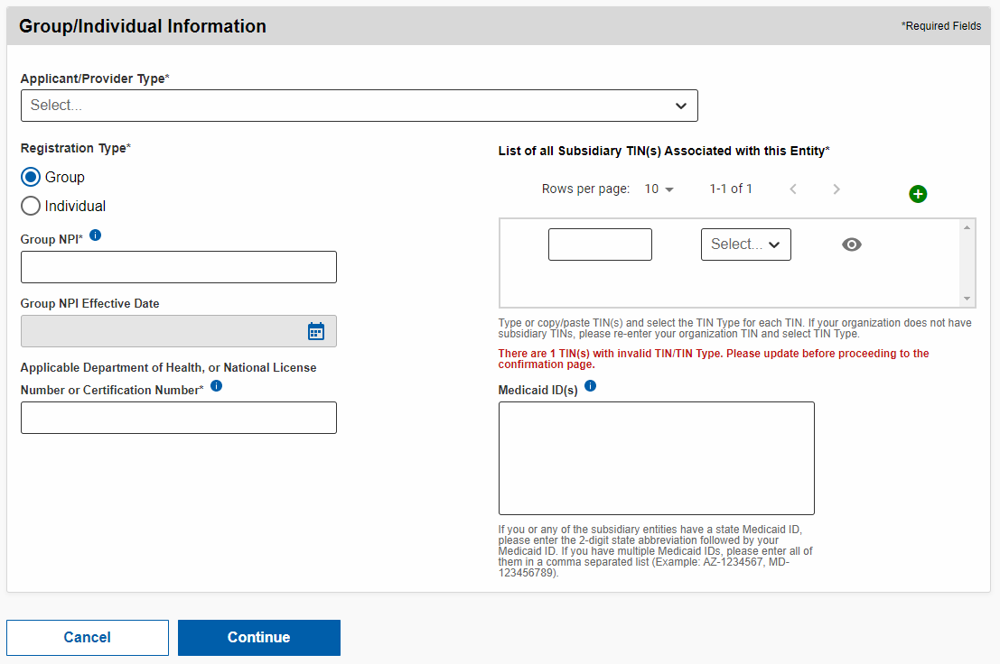 Group/Individual Information
*Required Fields
Applicant/Provider Type*
Select...
Registration Type*
Group
Individual
Group NPI*
Group NPI Effective Date
Applicable Department of Health, or National License
Number or Certification Number*
List of all Subsidiary TIN(s) Associated with this Entity*
Rows per page: 10 1-1 of 1
Select...
Type or copy/paste TIN(s) and select the TIN Type for each TIN. If your organization does not have
subsidiary TINs, please re-enter your organization TIN and select TIN Type.
There are 1 TIN(s) with invalid TIN/TIN Type. Please update before proceeding to the
confirmation page.
Medicaid ID(s)
If you or any of the subsidiary entities have a state Medicaid ID,
please enter the 2-digit state abbreviation followed by your
Medicaid ID. If you have multiple Medicaid IDs, please enter all of
them in a comma separated list (Example: AZ-1234567, MD-
123456789).
Cancel
Continue